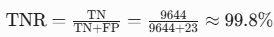 TNR = TN/(TN+FP) = 9644/(9644+23) ≈ 99.8%